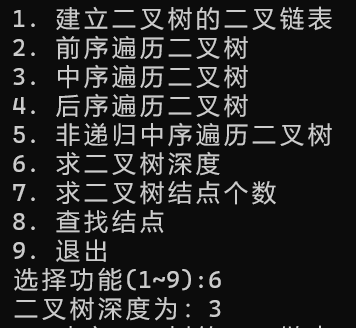 1. 建立二叉树的二叉链表
2. 前序遍历二叉树
3. 中序遍历二叉树
4. 后序遍历二叉树
5. 非递归中序遍历二叉树
6. 求二叉树深度
7. 求二叉树结点个数
8. 查找结点
9. 退出
选择功能(1~9):6
二叉树深度为: 3